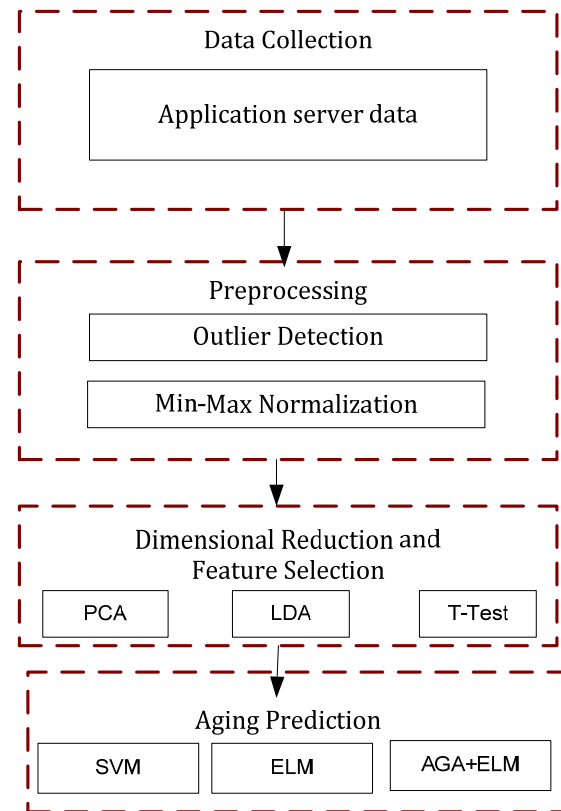 Data Collection
Application server data
Preprocessing
Outlier Detection
Min-Max Normalization
Dimensional Reduction and
Feature Selection
PCA LDA T-Test
Aging Prediction
SVM ELM AGA+ELM